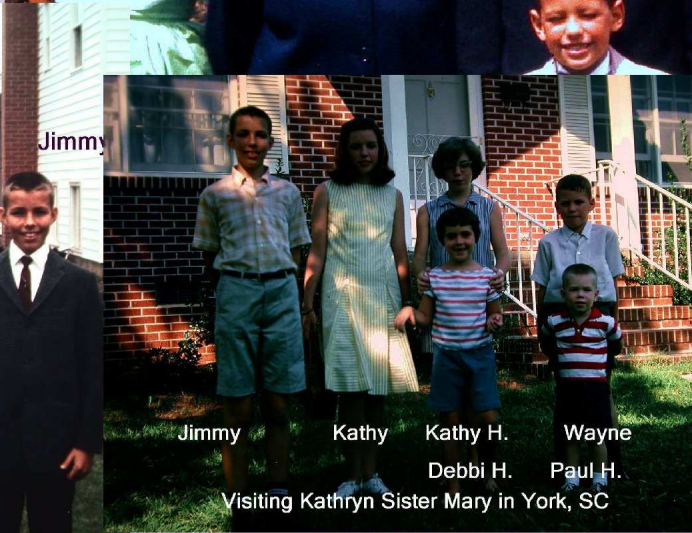 Jimmy
Jimmy Kathy Kathy H. Wayne
Debbi H. Paul H.
Visiting Kathryn Sister Mary in York, SC